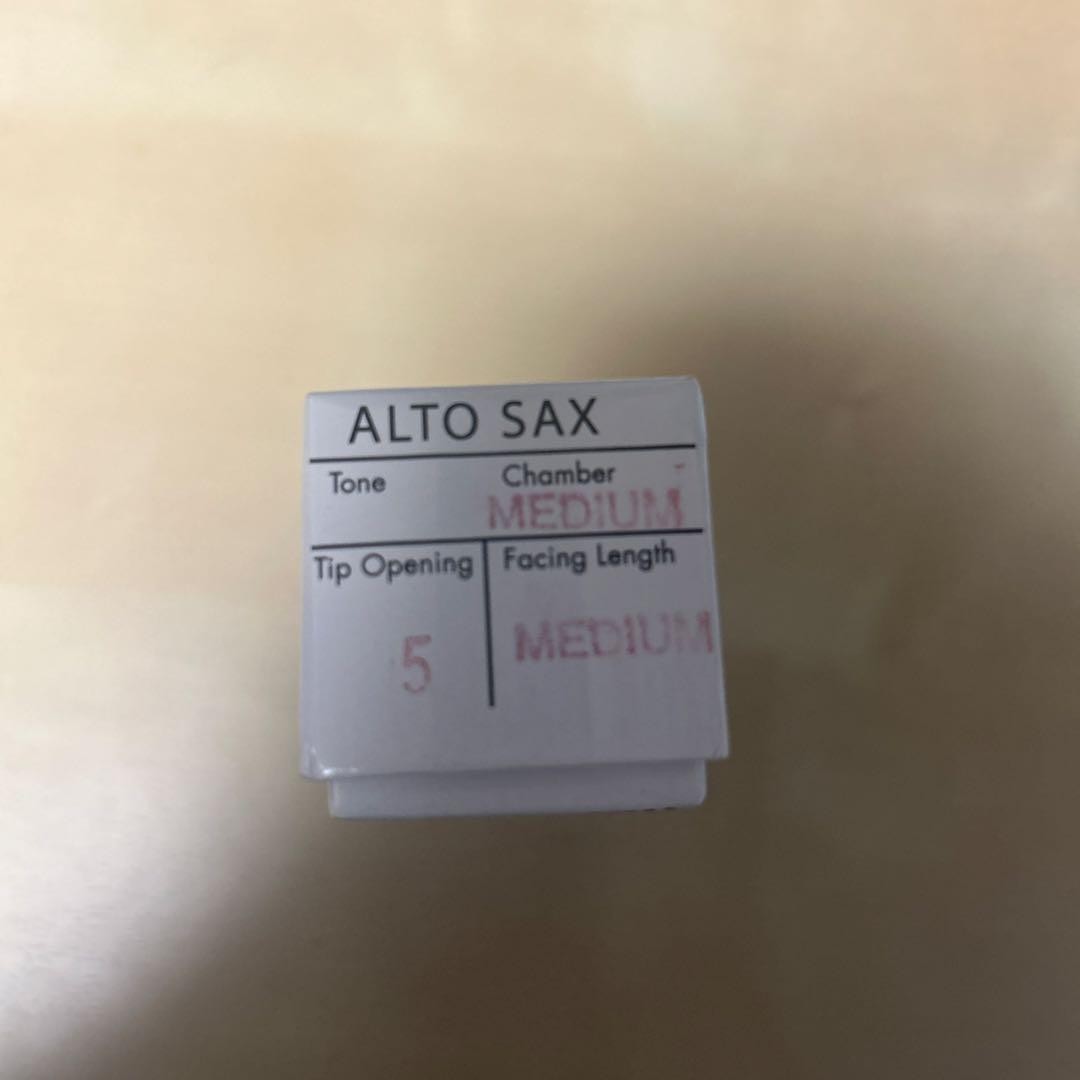 ALTO SAX
Tone Chamber
MEDIUM
Tip Opening Facing Length
5 MEDIUM